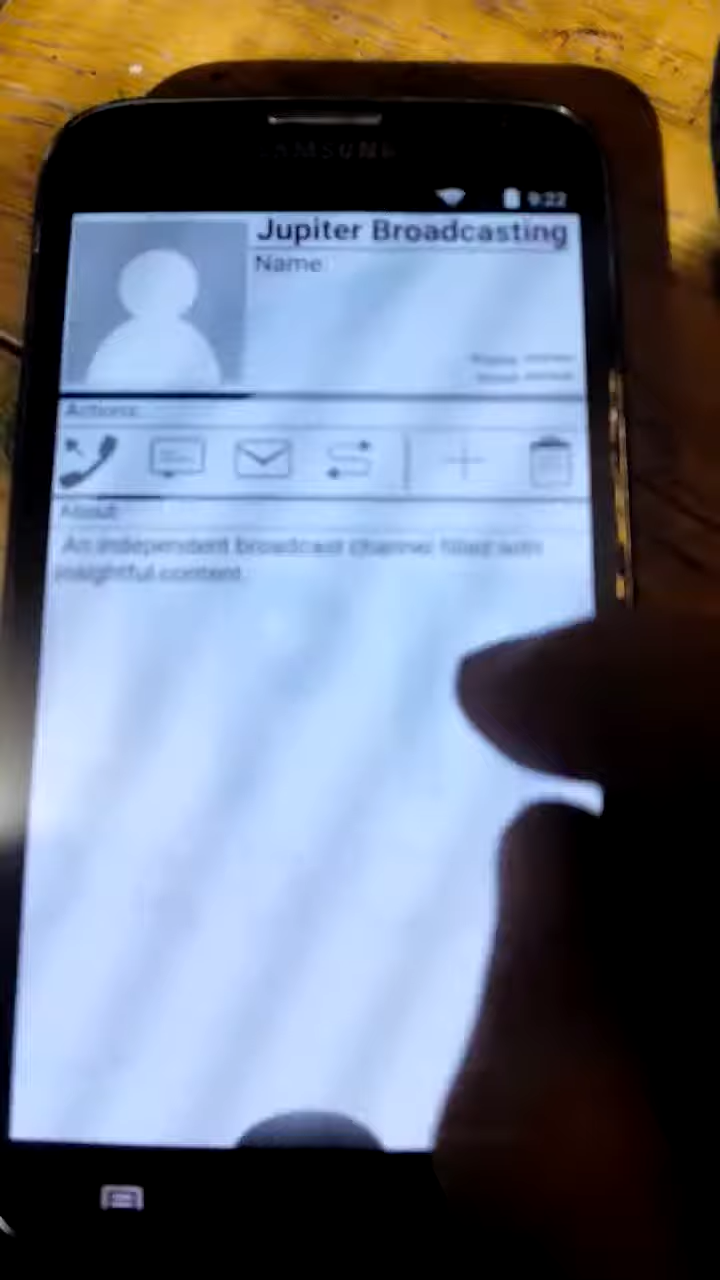 SAMSUNG
9:22
Jupiter Broadcasting
Name
Actions
About
An independent broadcast channel filled with
insightful content.